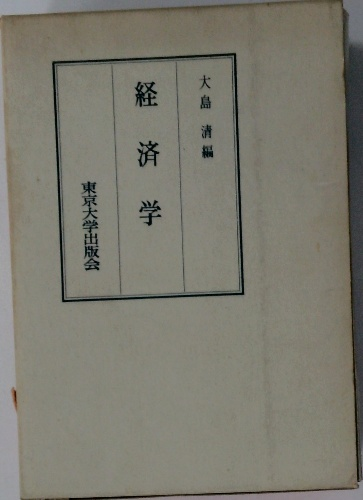 大島 清編
経済学
東京大学出版会